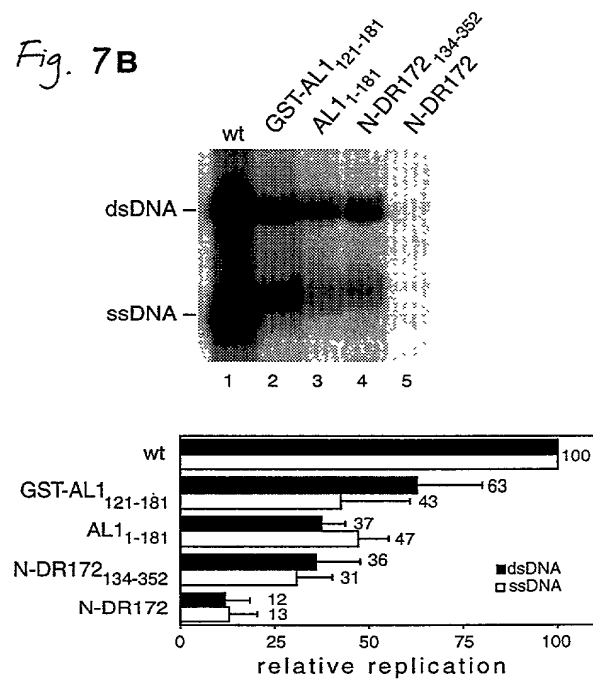 Fig. 7B
wt
GST-AL1121-181
AL11-181
N-DR172134-352
N-DR172
dsDNA
ssDNA
1 2 3 4 5
wt
100
GST-AL1121-181
63
43
AL11-181
37
47
N-DR172134-352
36
31
N-DR172
12
13
dsDNA
ssDNA
0 25 50 75 100
relative replication